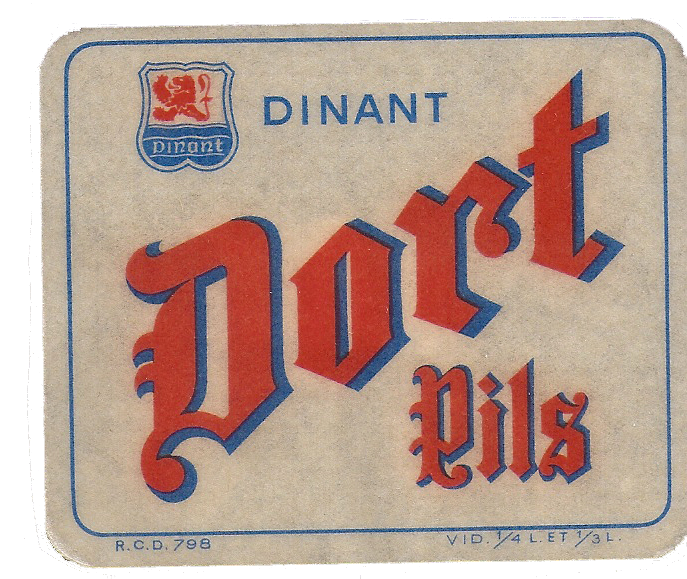 Dinant
DINANT
Dort
Pils
R.C.D. 798
VID. 1/4 L. ET 1/3 L.